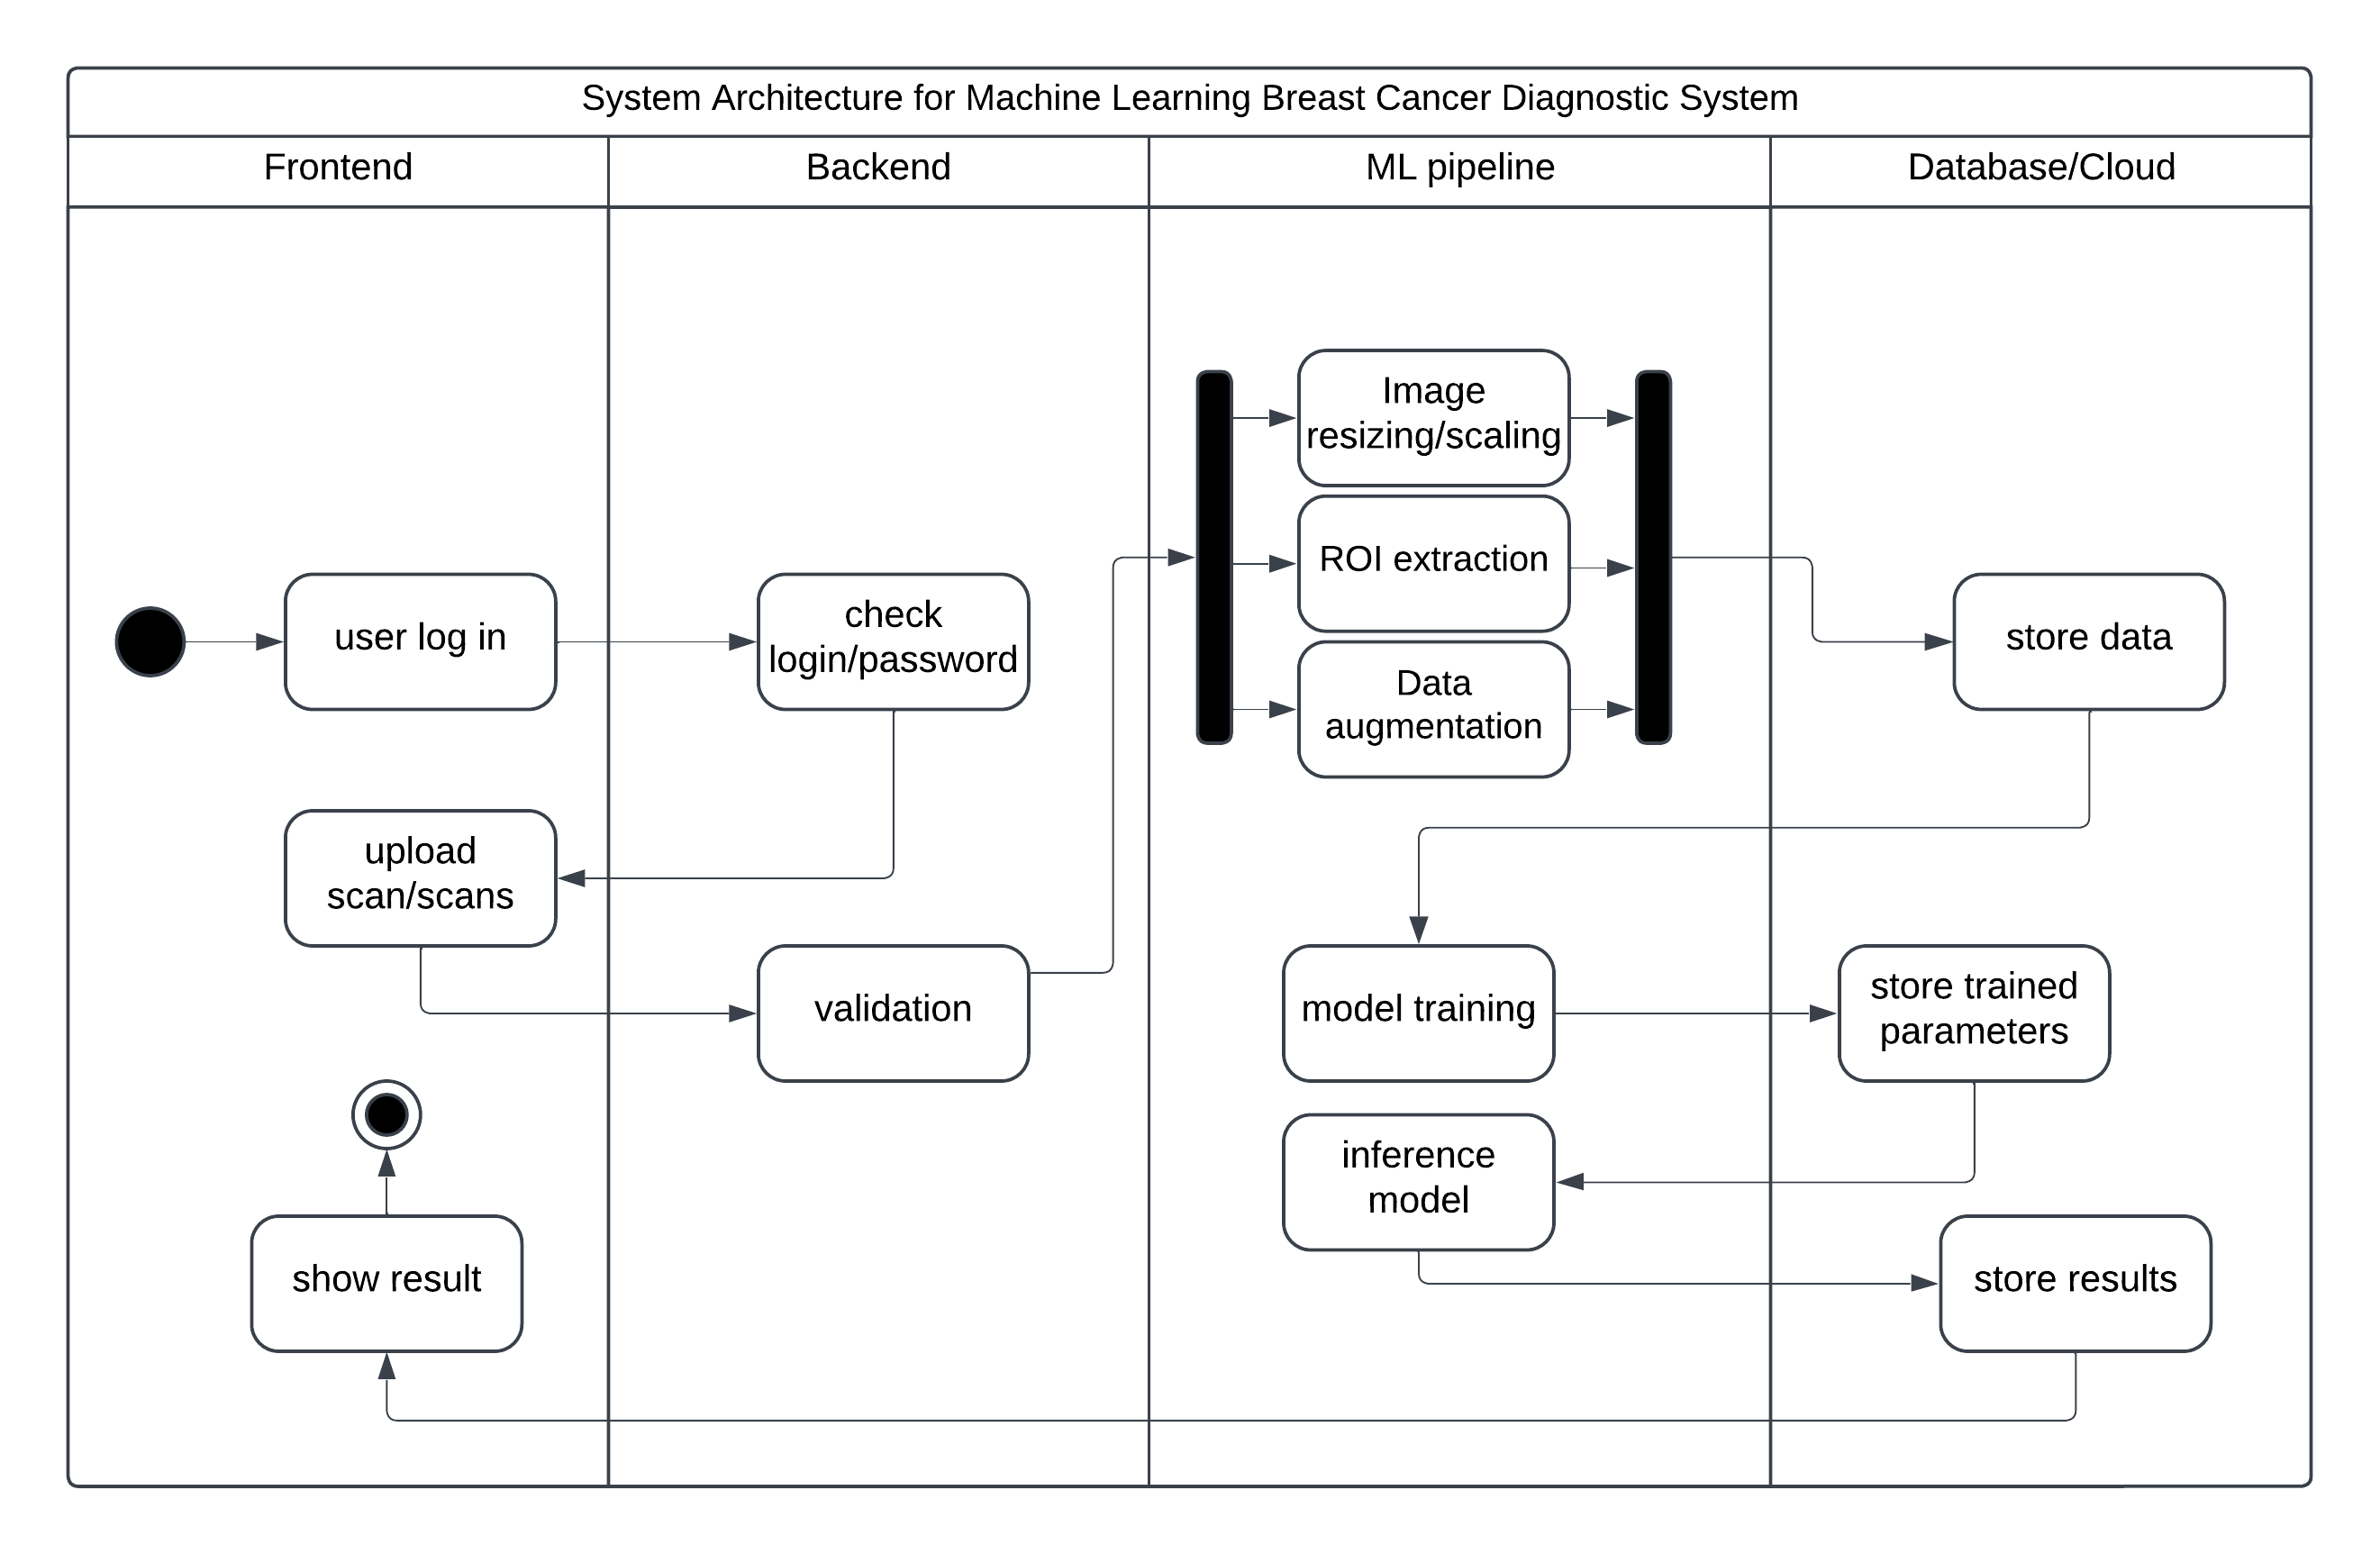 System Architecture for Machine Learning Breast Cancer Diagnostic System
Frontend
Backend
ML pipeline
Database/Cloud
Image
resizing/scaling
ROI extraction
Data
augmentation
user log in
check
login/password
store data
upload
scan/scans
validation
model training
store trained
parameters
inference
model
show result
store results